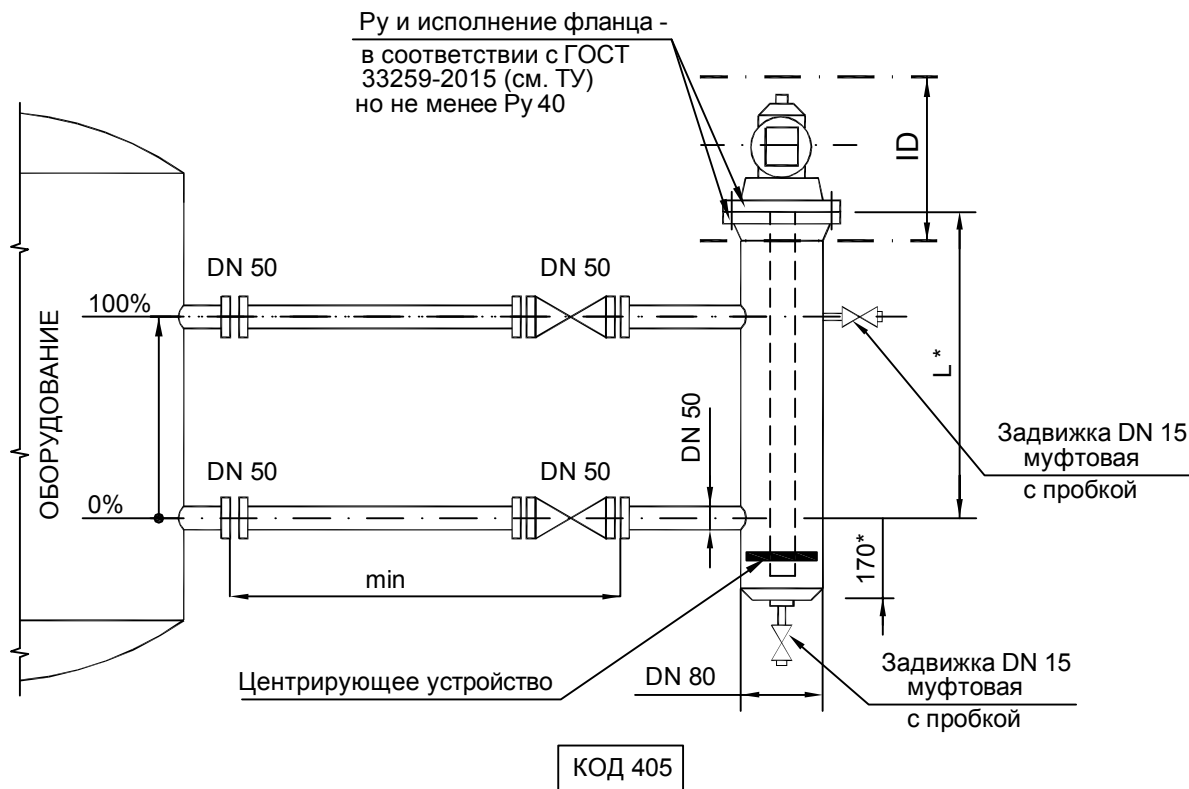 Ру и исполнение фланца -
в соответствии с ГОСТ
33259-2015 (см. ТУ)
но не менее Ру 40
ID
DN 50
DN 50
100%
ОБОРУДОВАНИЕ
L*
DN 50
Задвижка DN 15
муфтовая
с пробкой
DN 50
DN 50
0%
170*
min
Центрирующее устройство
DN 80
Задвижка DN 15
муфтовая
с пробкой
КОД 405